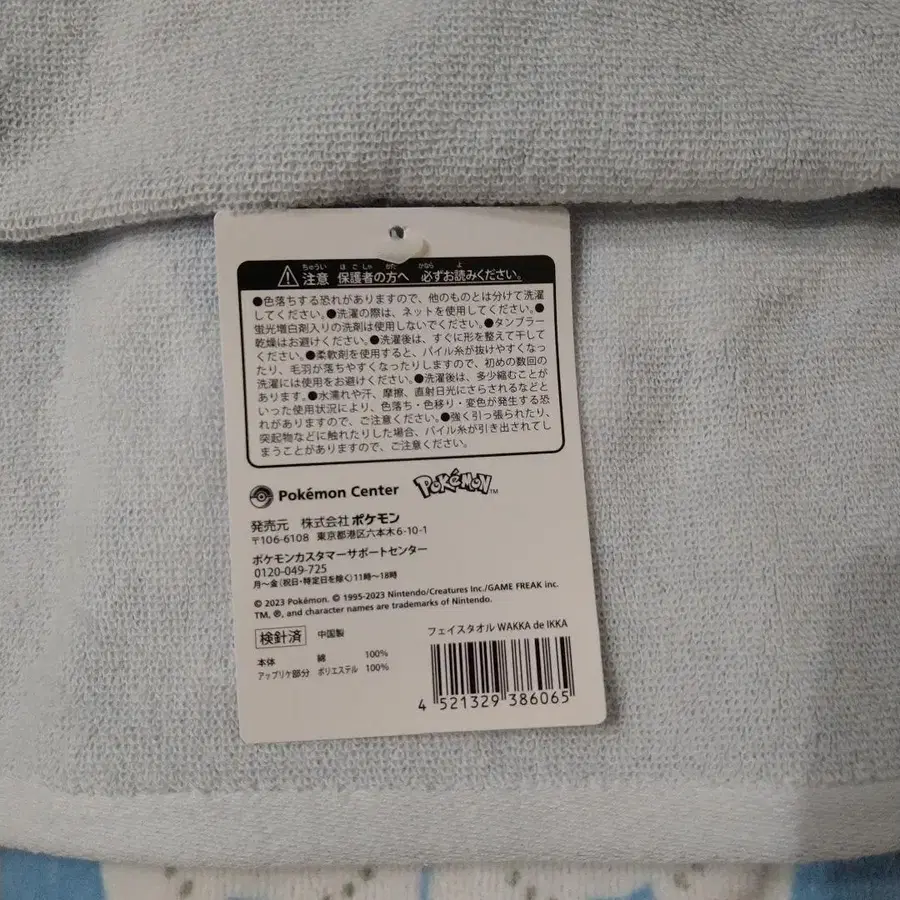 ちゅうい ほごしゃ かた かなら よ
注意 保護者の方へ 必ずお読みください。
●色落ちする恐れがありますので、他のものとは分けて洗濯
してください。●洗濯の際は、ネットを使用してください。●
蛍光増白剤入りの洗剤は使用しないでください。●タンブラー
乾燥はお避けください。●洗濯後は、すぐに形を整えて干して
ください。●柔軟剤を使用すると、パイル糸が抜けやすくなっ
たり、毛羽が落ちやすくなったりしますので、初めの数回の
洗濯には使用をお避けください。●洗濯後は、多少縮むことが
あります。●水濡れや汗、摩擦、直射日光にさらされるなどと
いった使用状況により、色落ち・色移り・変色が発生する恐
れがありますので、ご注意ください。●強く引っ張られたり、
突起物などに触れたりした場合、パイル糸が引き出されてし
まうことがありますので、ご注意ください。
Pokémon Center POKéMON™
発売元 株式会社ポケモン
〒106-6108 東京都港区六本木6-10-1
ポケモンカスタマーサポートセンター
0120-049-725
月～金(祝日・特定日を除く)11時～18時
© 2023 Pokémon. © 1995-2023 Nintendo/Creatures Inc./GAME FREAK inc.
TM, ®, and character names are trademarks of Nintendo.
検針済 中国製
フェイスタオル WAKKA de IKKA
本体 綿 100%
アップリケ部分 ポリエステル 100%
4 521329 386065